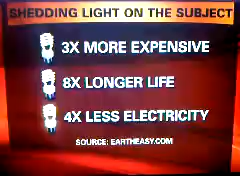 SHEDDING LIGHT ON THE SUBJECT
3X MORE EXPENSIVE
8X LONGER LIFE
4X LESS ELECTRICITY
SOURCE: EARTHEASY.COM